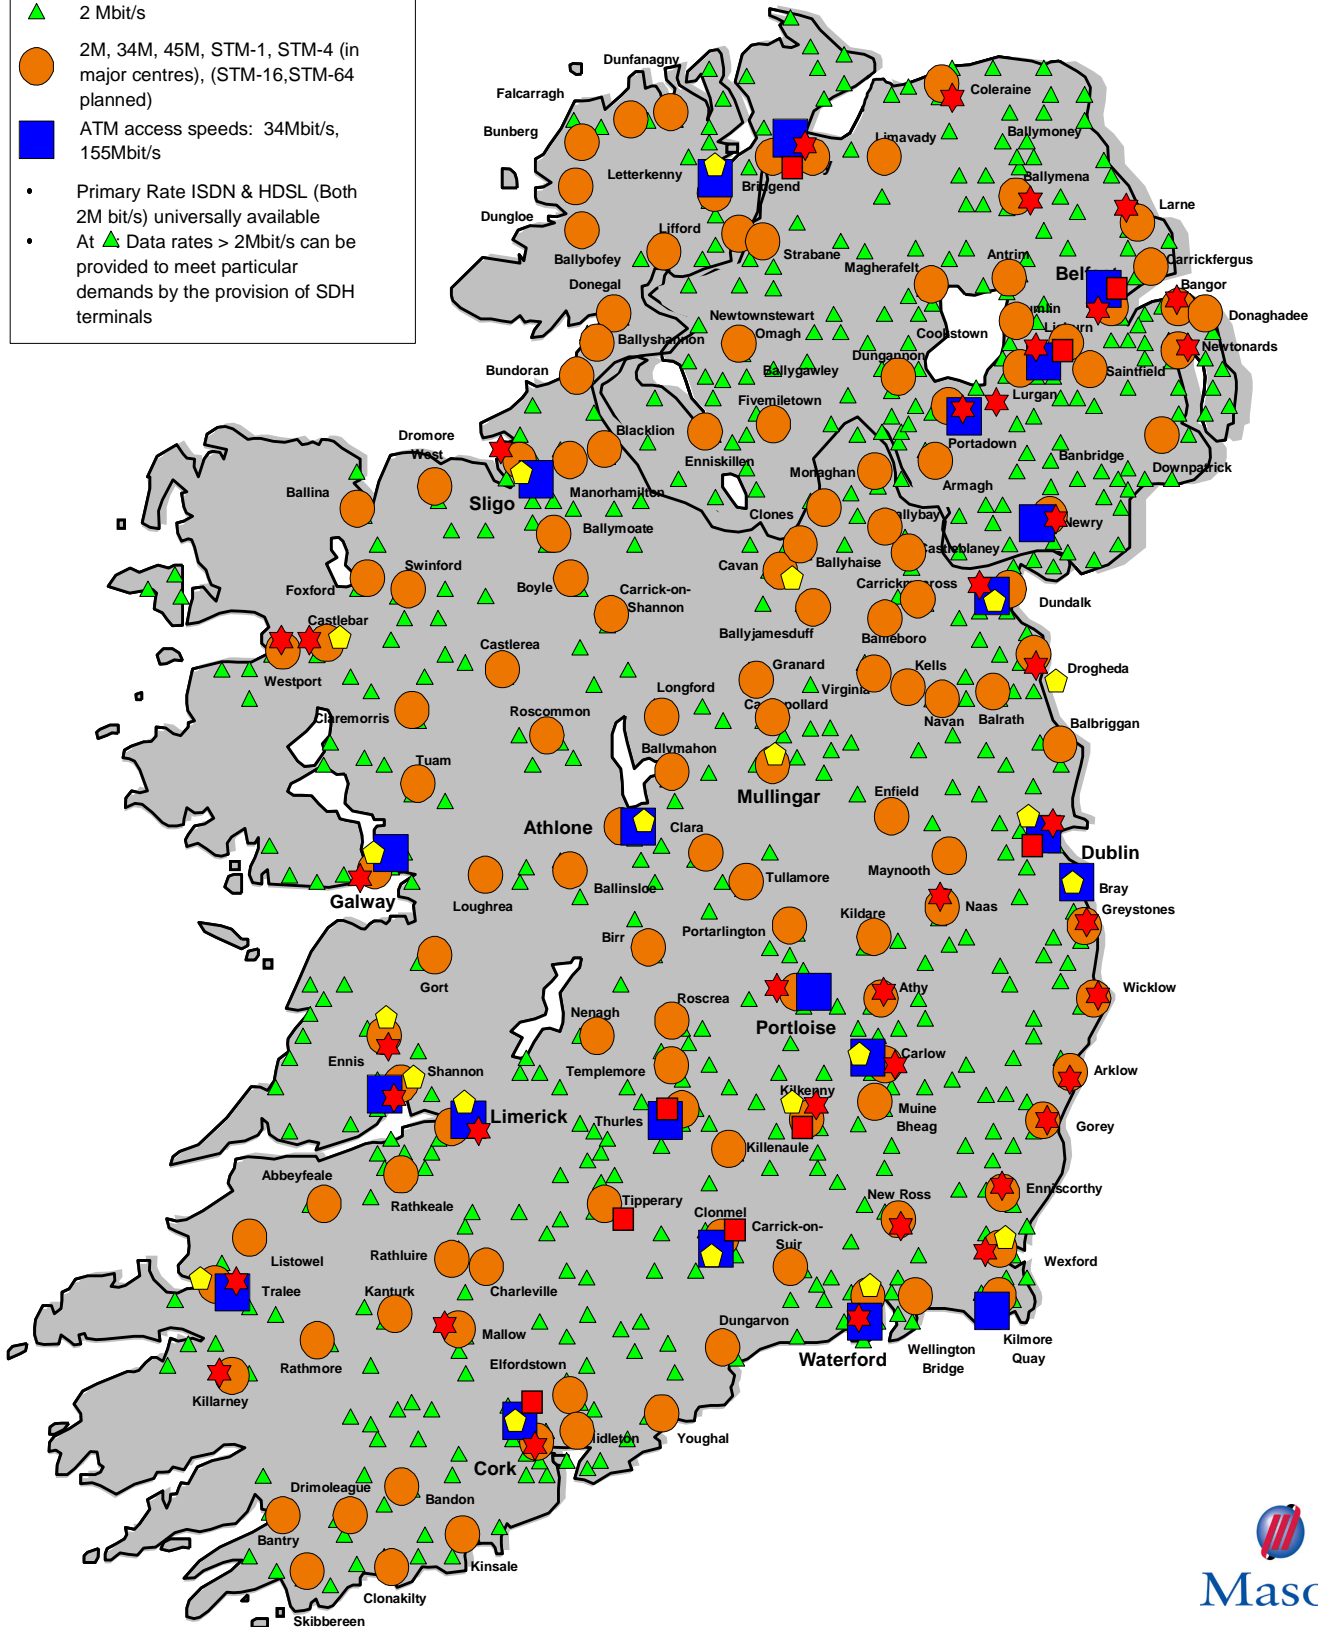 2 Mbit/s
2M, 34M, 45M, STM-1, STM-4 (in
major centres), (STM-16,STM-64
planned)
ATM access speeds: 34Mbit/s,
155Mbit/s
• Primary Rate ISDN & HDSL (Both
2M bit/s) universally available
• At Data rates > 2Mbit/s can be
provided to meet particular
demands by the provision of SDH
terminals
Dunfanagny
Falcarragh
Bunberg
Coleraine
Limavady
Ballymoney
Letterkenny
Bridgend
Ballymena
Larne
Dungloe
Lifford
Ballybofey
Strabane
Magherafelt
Antrim
Carrickfergus
Donegal
Bangor
Newtownstewart
Omagh
Cookstown
Donaghadee
Ballyshannon
Newtonards
Bundoran
Ballygawley
Dungannon
Saintfield
Lurgan
Fivemiletown
Dromore
West
Blacklion
Enniskillen
Monaghan
Portadown
Banbridge
Downpatrick
Armagh
Ballina
Sligo
Manorhamilten
Ballymoate
Clones
Newry
Cavan
Ballyhaise
Swinford
Foxford
Boyle
Carrick-on-
Shannon
Dundalk
Castlebar
Ballyjamesduff
Castlerea
Granard
Kells
Drogheda
Westport
Virginia
Longford
Claremorris
Roscommon
Navan
Balrath
Balbriggan
Ballymahon
Tuam
Mullingar
Enfield
Athlone
Clara
Dublin
Maynooth
Tullamore
Bray
Ballinsloe
Galway
Loughrea
Naas
Greystones
Portarlington
Kildare
Birr
Gort
Athy
Wicklow
Roscrea
Nenagh
Portloise
Ennis
Shannon
Templemore
Carlow
Arklow
Kilkenny
Muine
Bheag
Limerick
Thurles
Gorey
Killenaule
Abbeyfeale
Rathkeale
Tipperary
New Ross
Enniscorthy
Clonmel
Carrick-on-
Suir
Listowel
Rathluire
Wexford
Tralee
Kanturk
Charleville
Mallow
Dungarvon
Kilmore
Quay
Wellington
Bridge
Waterford
Rathmore
Elfordstown
Killarney
Youghal
Cork
Drimoleague
Bandon
Bantry
Kinsale
Clonakilty
Skibbereen
Maso